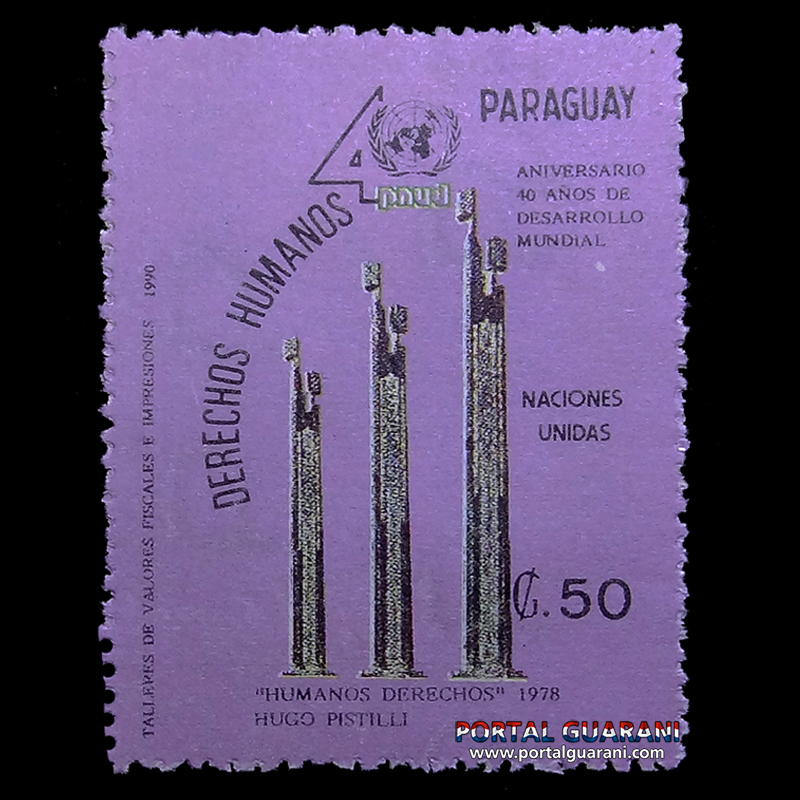 PARAGUAY
4
pnud
ANIVERSARIO
40 AÑOS DE
DESARROLLO
MUNDIAL
DERECHOS HUMANOS
NACIONES
UNIDAS
₲.50
"HUMANOS DERECHOS" 1978
HUGO PISTILLI
TALLERES DE VALORES FISCALES E IMPRESIONES 1990
PORTAL GUARANI
www.portalguarani.com